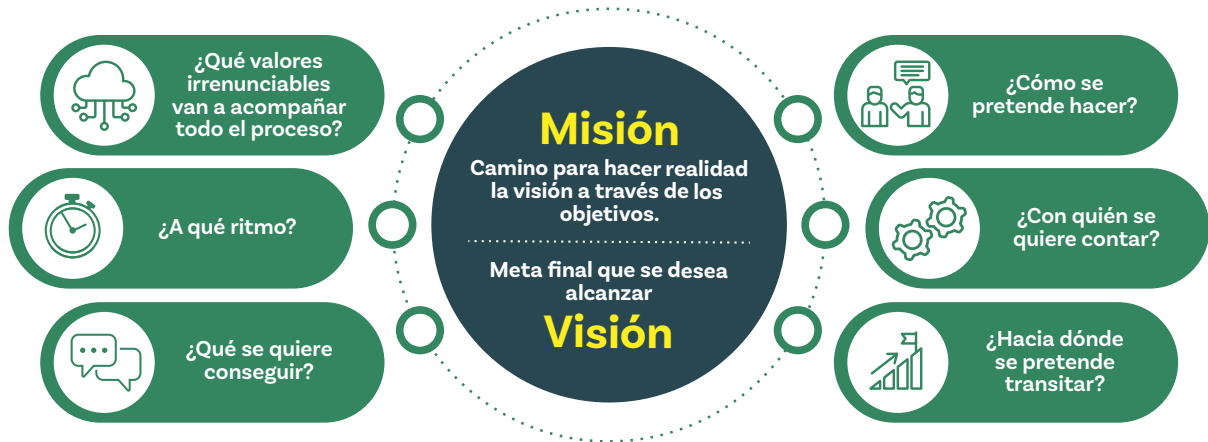 ¿Qué valores
irrenunciables
van a acompañar
todo el proceso?
¿A qué ritmo?
¿Qué se quiere
conseguir?
Misión
Camino para hacer realidad
la visión a través de los
objetivos.
Meta final que se desea
alcanzar
Visión
¿Cómo se
pretende hacer?
¿Con quién se
quiere contar?
¿Hacia dónde
se pretende
transitar?